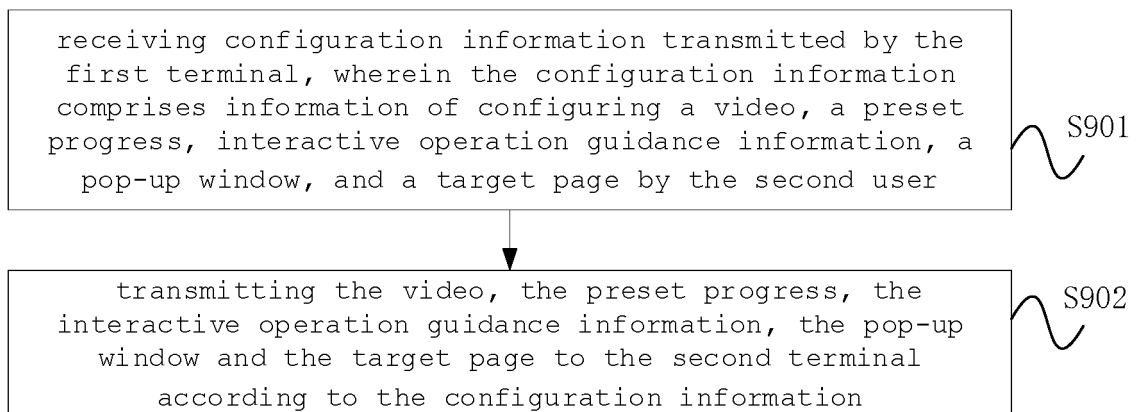 receiving configuration information transmitted by the
first terminal, wherein the configuration information
comprises information of configuring a video, a preset
progress, interactive operation guidance information, a
pop-up window, and a target page by the second user
S901
transmitting the video, the preset progress, the
interactive operation guidance information, the pop-up
window and the target page to the second terminal
according to the configuration information
S902